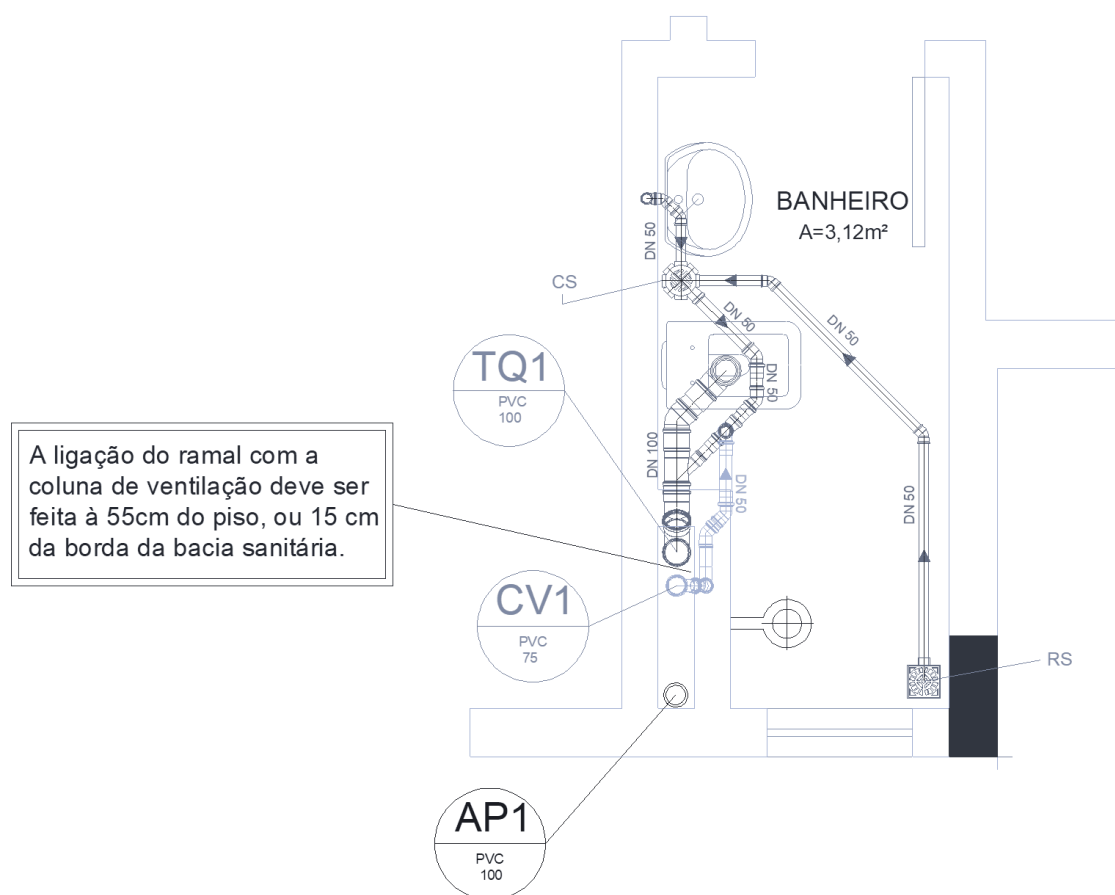 BANHEIRO
A=3,12m²
DN 50
CS
DN 50
DN 50
TQ1
PVC
100
DN 50
DN 100
A ligação do ramal com a
coluna de ventilação deve ser
feita à 55cm do piso, ou 15 cm
da borda da bacia sanitária.
DN 50
DN 50
CV1
PVC
75
RS
AP1
PVC
100